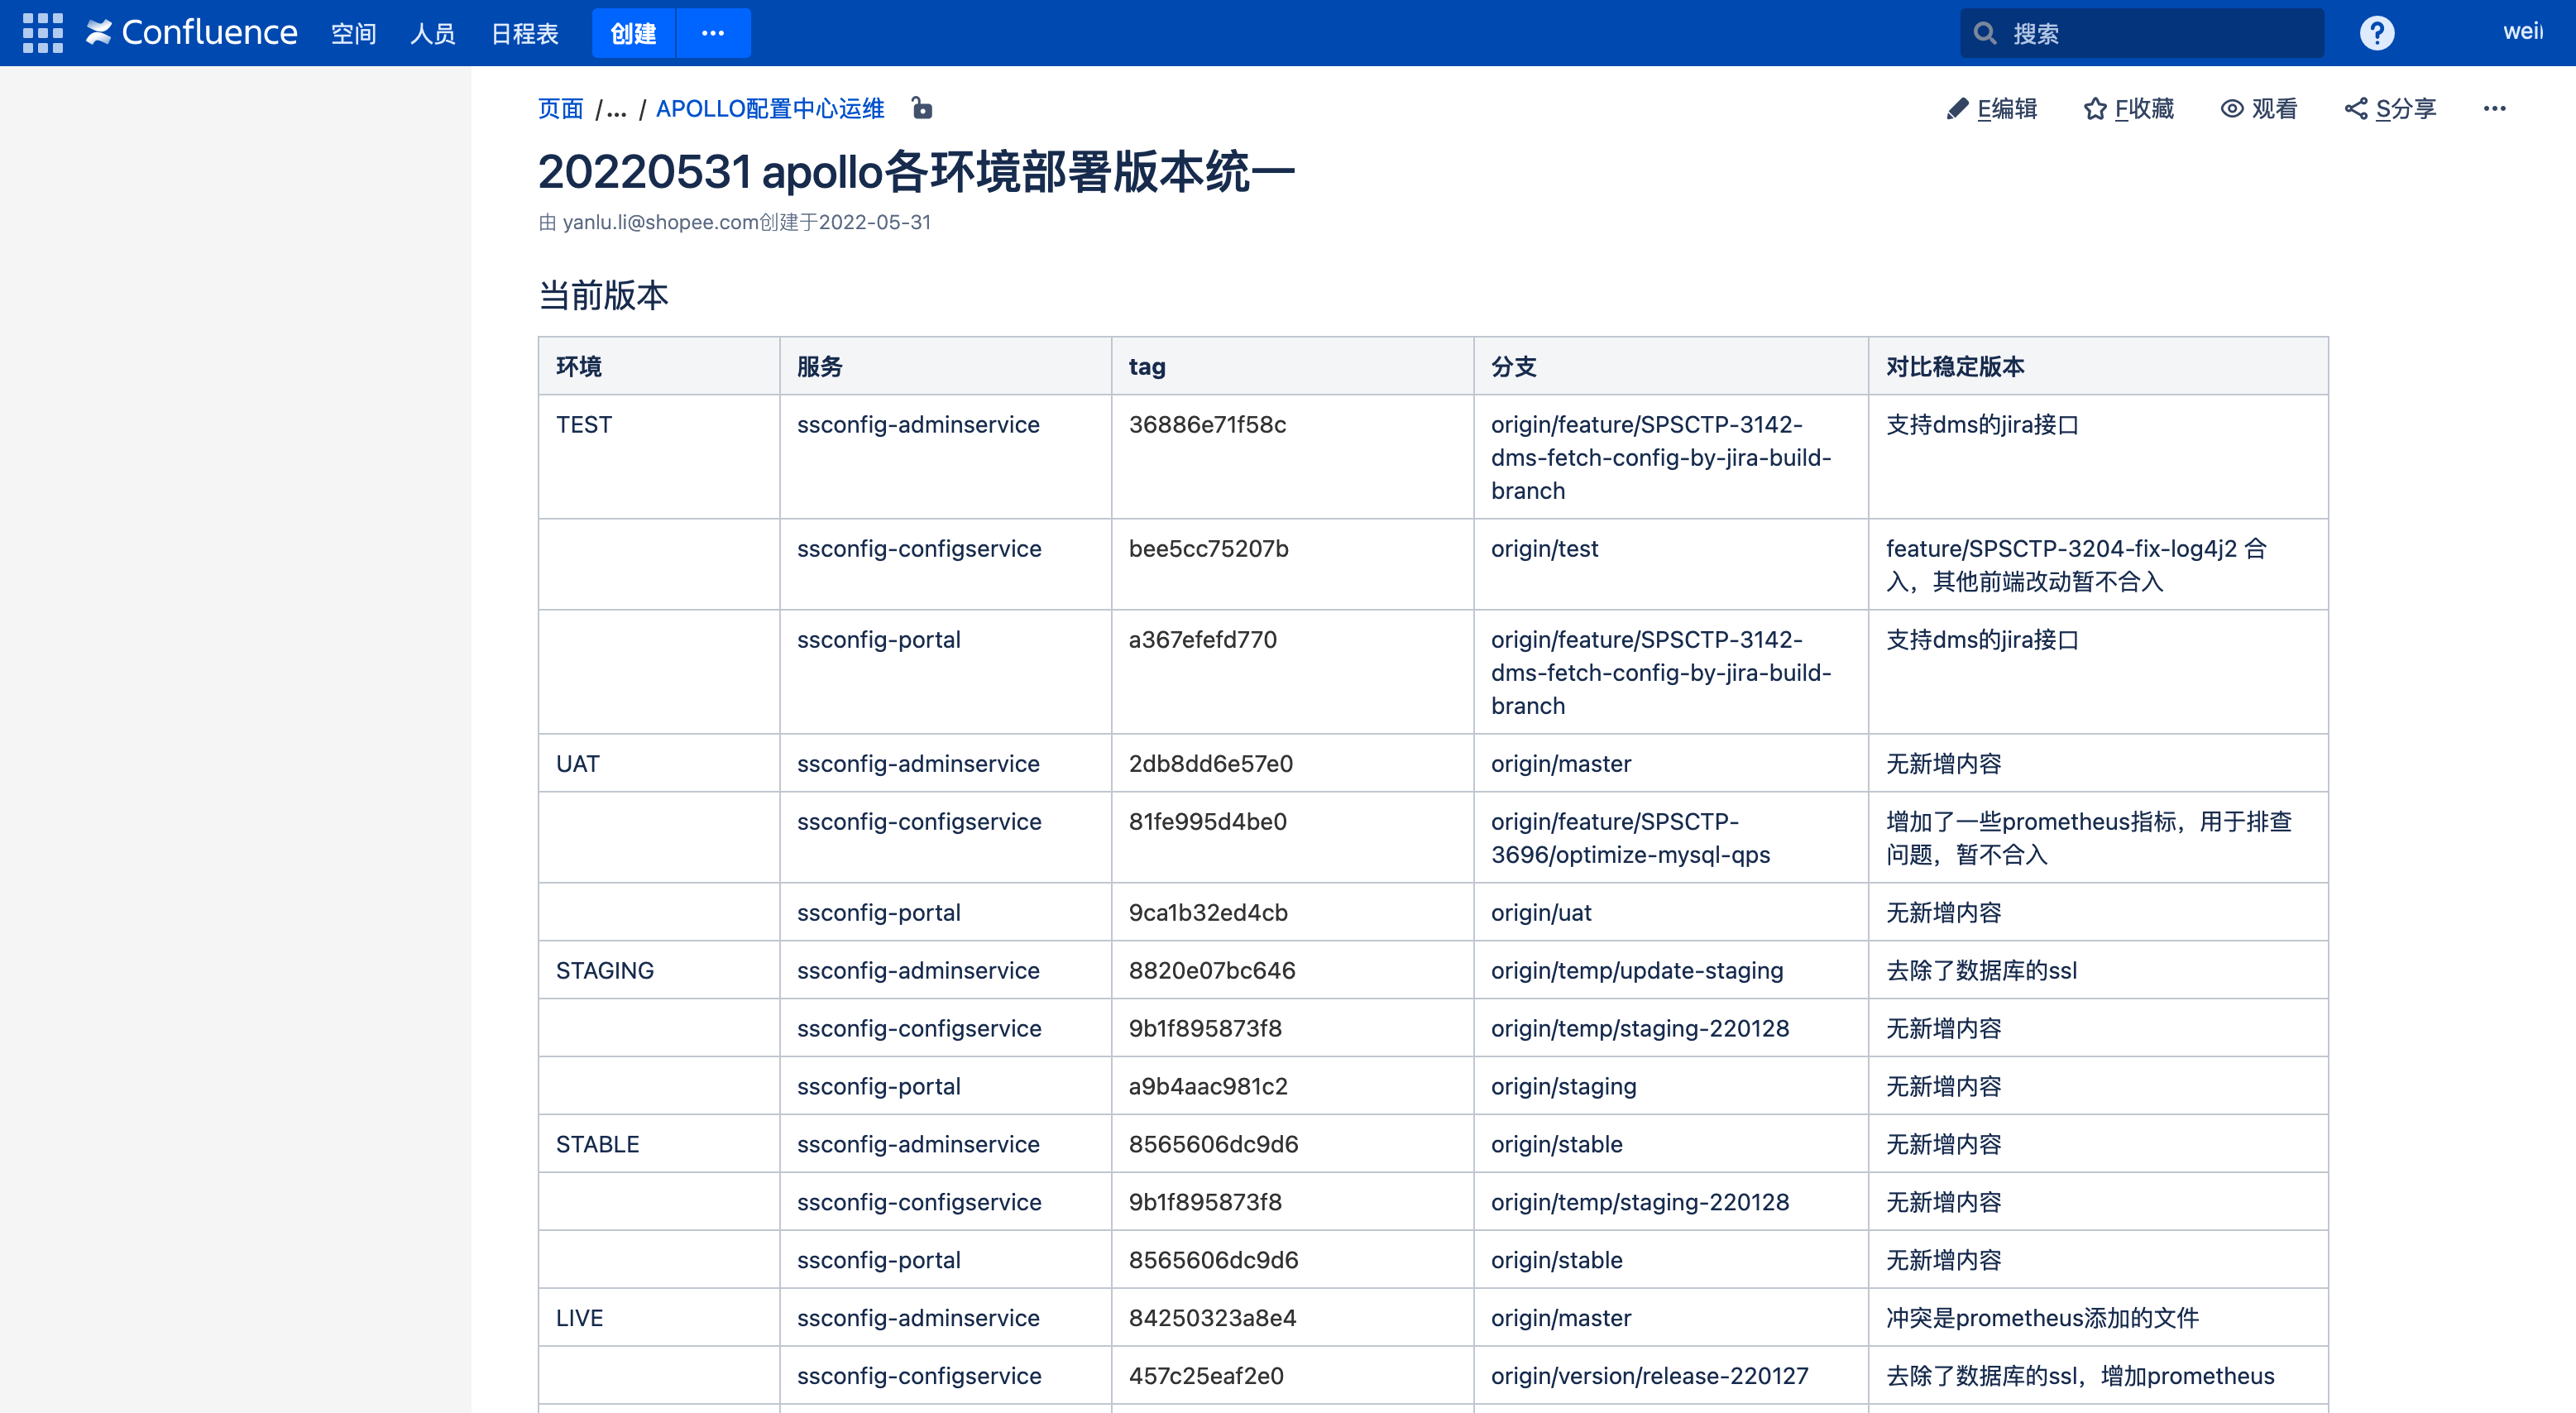 Confluence 空间 人员 日程表 创建 ··· 搜索 ? wei
页面 /... / APOLLO配置中心运维 E编辑 F收藏 观看 S分享 ···
20220531 apollo各环境部署版本统一
由 yanlu.li@shopee.com创建于2022-05-31
当前版本
环境 服务 tag 分支 对比稳定版本
TEST ssconfig-adminservice 36886e71f58c origin/feature/SPSCTP-3142-
dms-fetch-config-by-jira-build-
branch 支持dms的jira接口
ssconfig-configservice bee5cc75207b origin/test feature/SPSCTP-3204-fix-log4j2 合
入，其他前端改动暂不合入
ssconfig-portal a367efefd770 origin/feature/SPSCTP-3142-
dms-fetch-config-by-jira-build-
branch 支持dms的jira接口
UAT ssconfig-adminservice 2db8dd6e57e0 origin/master 无新增内容
ssconfig-configservice 81fe995d4be0 origin/feature/SPSCTP-
3696/optimize-mysql-qps 增加了一些prometheus指标，用于排查
问题，暂不合入
ssconfig-portal 9ca1b32ed4cb origin/uat 无新增内容
STAGING ssconfig-adminservice 8820e07bc646 origin/temp/update-staging 去除了数据库的ssl
ssconfig-configservice 9b1f895873f8 origin/temp/staging-220128 无新增内容
ssconfig-portal a9b4aac981c2 origin/staging 无新增内容
STABLE ssconfig-adminservice 8565606dc9d6 origin/stable 无新增内容
ssconfig-configservice 9b1f895873f8 origin/temp/staging-220128 无新增内容
ssconfig-portal 8565606dc9d6 origin/stable 无新增内容
LIVE ssconfig-adminservice 84250323a8e4 origin/master 冲突是prometheus添加的文件
ssconfig-configservice 457c25eaf2e0 origin/version/release-220127 去除了数据库的ssl，增加prometheus